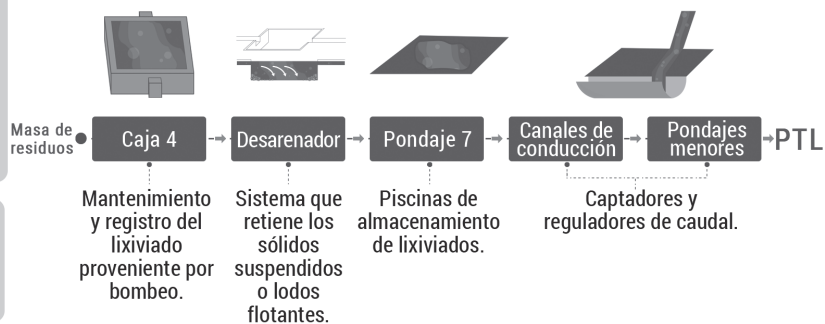 Masa de
residuos
Caja 4
Desarenador
Pondaje 7
Canales de
conducción
Pondajes
menores
PTL
Mantenimiento
y registro del
lixiviado
proveniente por
bombeo.
Sistema que
retiene los
sólidos
suspendidos
o lodos
flotantes.
Piscinas de
almacenamiento
de lixiviados.
Captadores y
reguladores de caudal.